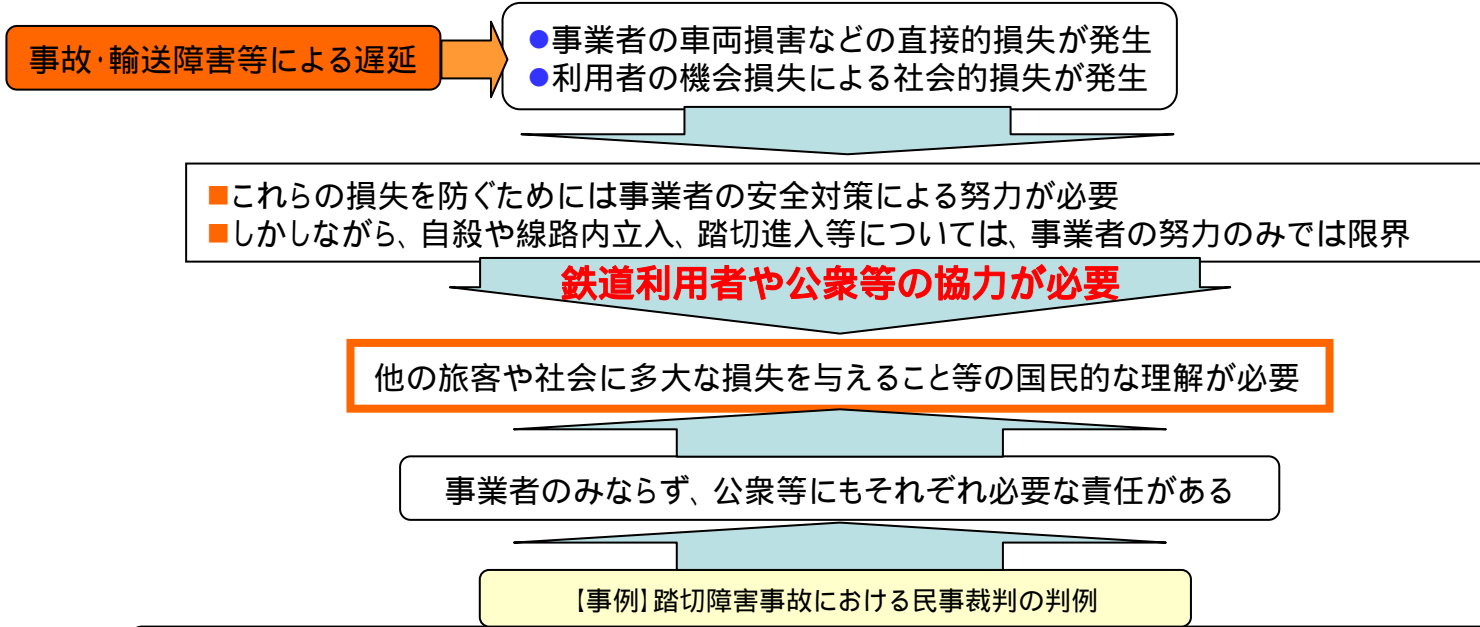 事故・輸送障害等による遅延
●事業者の車両損害などの直接的損失が発生
●利用者の機会損失による社会的損失が発生
■これらの損失を防ぐためには事業者の安全対策による努力が必要
■しかしながら、自殺や線路内立入、踏切進入等については、事業者の努力のみでは限界
鉄道利用者や公衆等の協力が必要
他の旅客や社会に多大な損失を与えること等の国民的な理解が必要
事業者のみならず、公衆等にもそれぞれ必要な責任がある
【事例】踏切障害事故における民事裁判の判例